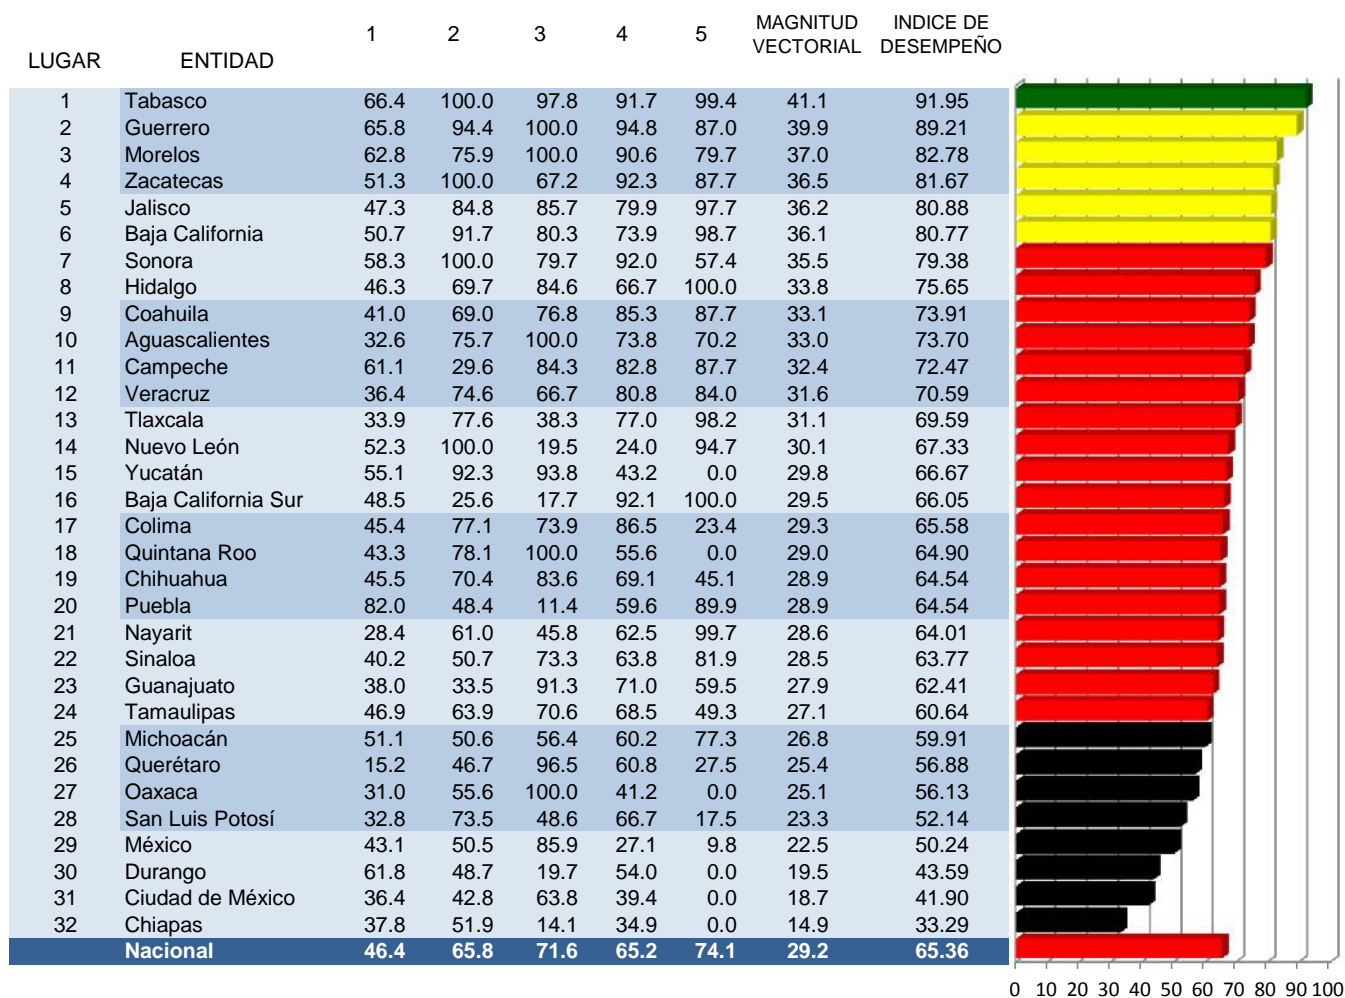 LUGAR ENTIDAD 1 2 3 4 5 MAGNITUD VECTORIAL INDICE DE DESEMPEÑO
1 Tabasco 66.4 100.0 97.8 91.7 99.4 41.1 91.95
2 Guerrero 65.8 94.4 100.0 94.8 87.0 39.9 89.21
3 Morelos 62.8 75.9 100.0 90.6 79.7 37.0 82.78
4 Zacatecas 51.3 100.0 67.2 92.3 87.7 36.5 81.67
5 Jalisco 47.3 84.8 85.7 79.9 97.7 36.2 80.88
6 Baja California 50.7 91.7 80.3 73.9 98.7 36.1 80.77
7 Sonora 58.3 100.0 79.7 92.0 57.4 35.5 79.38
8 Hidalgo 46.3 69.7 84.6 66.7 100.0 33.8 75.65
9 Coahuila 41.0 69.0 76.8 85.3 87.7 33.1 73.91
10 Aguascalientes 32.6 75.7 100.0 73.8 70.2 33.0 73.70
11 Campeche 61.1 29.6 84.3 82.8 87.7 32.4 72.47
12 Veracruz 36.4 74.6 66.7 80.8 84.0 31.6 70.59
13 Tlaxcala 33.9 77.6 38.3 77.0 98.2 31.1 69.59
14 Nuevo León 52.3 100.0 19.5 24.0 94.7 30.1 67.33
15 Yucatán 55.1 92.3 93.8 43.2 0.0 29.8 66.67
16 Baja California Sur 48.5 25.6 17.7 92.1 100.0 29.5 66.05
17 Colima 45.4 77.1 73.9 86.5 23.4 29.3 65.58
18 Quintana Roo 43.3 78.1 100.0 55.6 0.0 29.0 64.90
19 Chihuahua 45.5 70.4 83.6 69.1 45.1 28.9 64.54
20 Puebla 82.0 48.4 11.4 59.6 89.9 28.9 64.54
21 Nayarit 28.4 61.0 45.8 62.5 99.7 28.6 64.01
22 Sinaloa 40.2 50.7 73.3 63.8 81.9 28.5 63.77
23 Guanajuato 38.0 33.5 91.3 71.0 59.5 27.9 62.41
24 Tamaulipas 46.9 63.9 70.6 68.5 49.3 27.1 60.64
25 Michoacán 51.1 50.6 56.4 60.2 77.3 26.8 59.91
26 Querétaro 15.2 46.7 96.5 60.8 27.5 25.4 56.88
27 Oaxaca 31.0 55.6 100.0 41.2 0.0 25.1 56.13
28 San Luis Potosí 32.8 73.5 48.6 66.7 17.5 23.3 52.14
29 México 43.1 50.5 85.9 27.1 9.8 22.5 50.24
30 Durango 61.8 48.7 19.7 54.0 0.0 19.5 43.59
31 Ciudad de México 36.4 42.8 63.8 39.4 0.0 18.7 41.90
32 Chiapas 37.8 51.9 14.1 34.9 0.0 14.9 33.29
Nacional 46.4 65.8 71.6 65.2 74.1 29.2 65.36
0 10 20 30 40 50 60 70 80 90 100